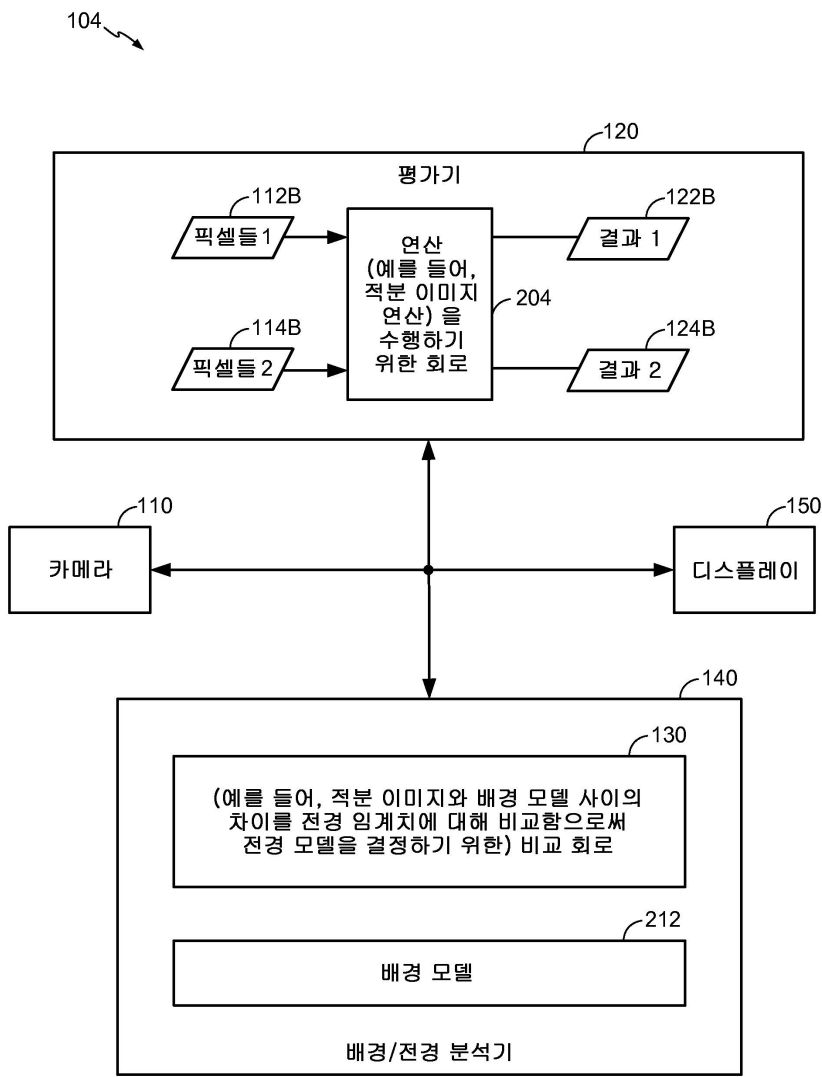 104
120
평가기
112B
픽셀들 1
114B
픽셀들 2
연산
(예를 들어,
적분 이미지
연산) 을
수행하기
위한 회로
204
122B
결과 1
124B
결과 2
110
카메라
150
디스플레이
140
130
(예를 들어, 적분 이미지와 배경 모델 사이의
차이를 전경 임계치에 대해 비교함으로써
전경 모델을 결정하기 위한) 비교 회로
212
배경 모델
배경/전경 분석기